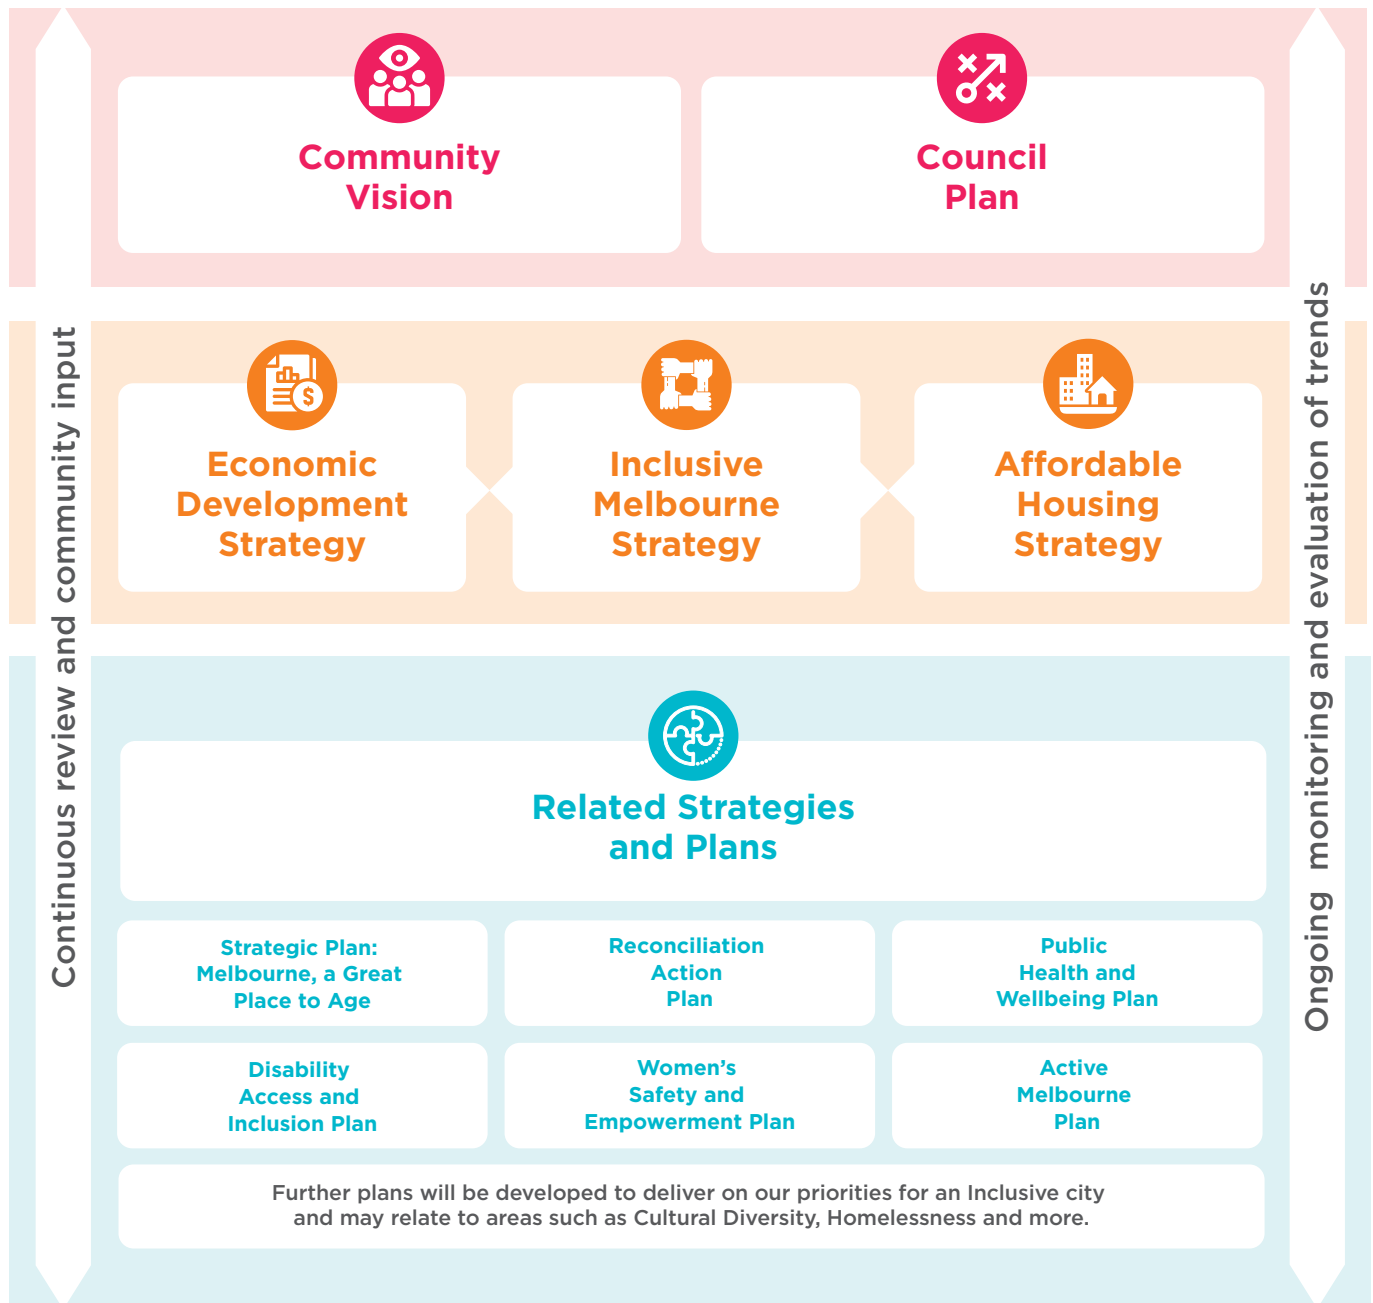 Community
Vision
Council
Plan
Continuous review and community input
Ongoing monitoring and evaluation of trends
Economic
Development
Strategy
Inclusive
Melbourne
Strategy
Affordable
Housing
Strategy
Related Strategies
and Plans
Strategic Plan:
Melbourne, a Great
Place to Age
Reconciliation
Action
Plan
Public
Health and
Wellbeing Plan
Disability
Access and
Inclusion Plan
Women’s
Safety and
Empowerment Plan
Active
Melbourne
Plan
Further plans will be developed to deliver on our priorities for an Inclusive city
and may relate to areas such as Cultural Diversity, Homelessness and more.